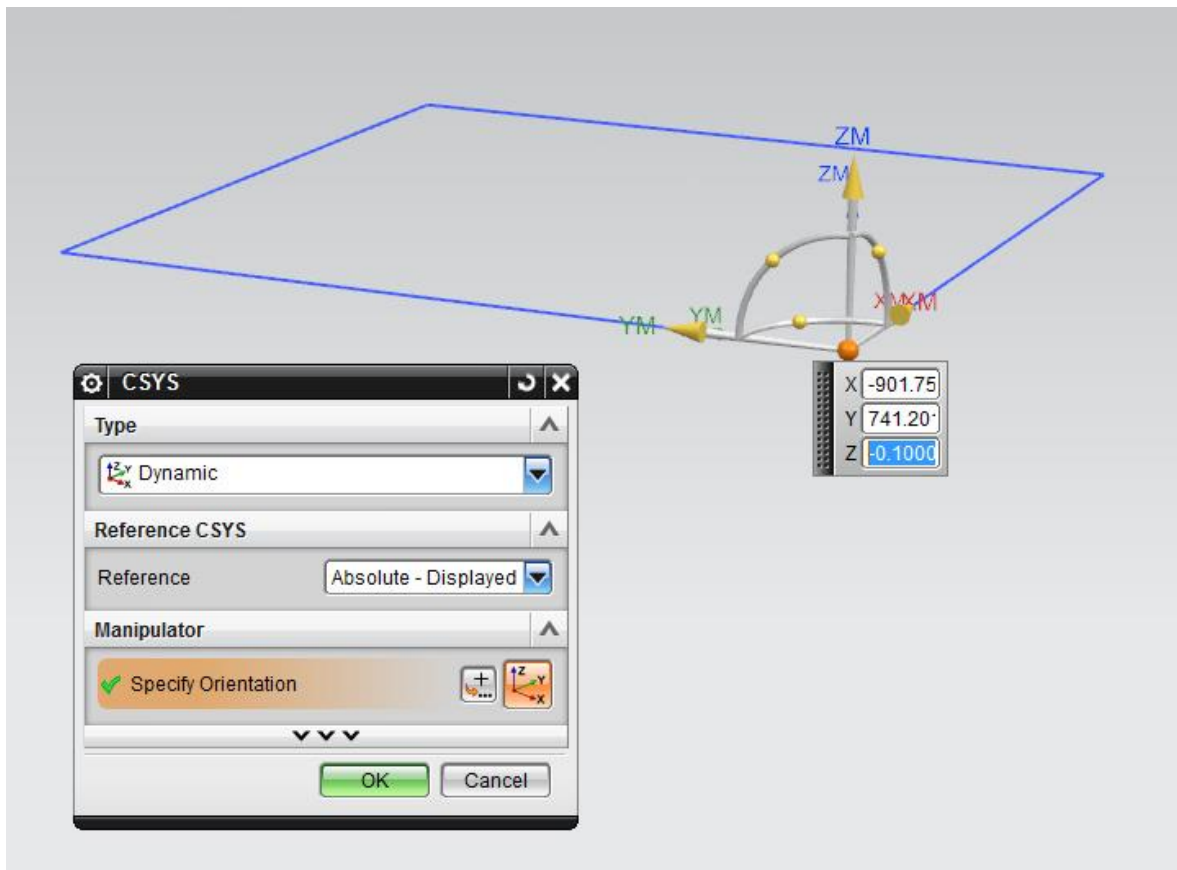 ZM
ZM
XM XM
YM YM
CSYS
X -901.75
Type
Y 741.20
Z -0.1000
Dynamic
Reference CSYS
Reference Absolute - Displayed
Manipulator
Specify Orientation
OK Cancel